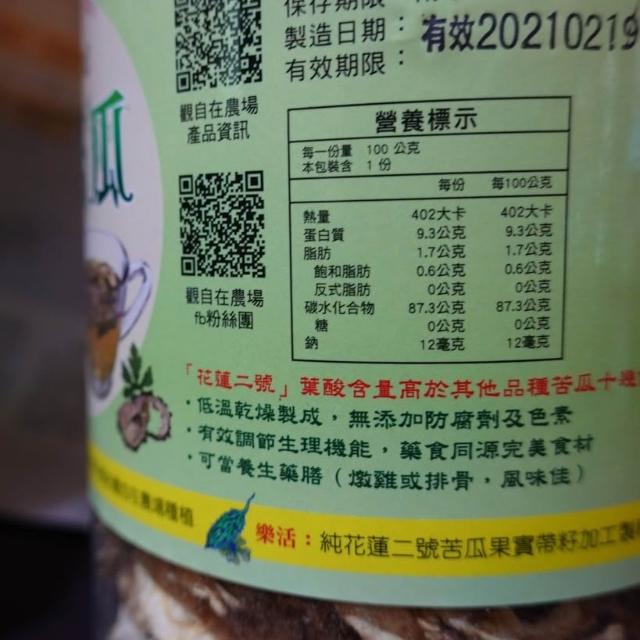 保存期限
製造日期：有效20210219
有效期限：
觀自在農場
產品資訊
瓜
營養標示
每一份量 100 公克
本包裝含 1 份
每份 每100公克
熱量 402大卡 402大卡
蛋白質 9.3公克 9.3公克
脂肪 1.7公克 1.7公克
飽和脂肪 0.6公克 0.6公克
反式脂肪 0公克 0公克
碳水化合物 87.3公克 87.3公克
糖 0公克 0公克
鈉 12毫克 12毫克
觀自在農場
fb粉絲團
「花蓮二號」葉酸含量高於其他品種苦瓜十幾
·低溫乾燥製成，無添加防腐劑及色素
·有效調節生理機能，藥食同源完美食材
·可當養生藥膳（燉雞或排骨，風味佳）
農場種植
樂活：純花蓮二號苦瓜果實帶籽加工製